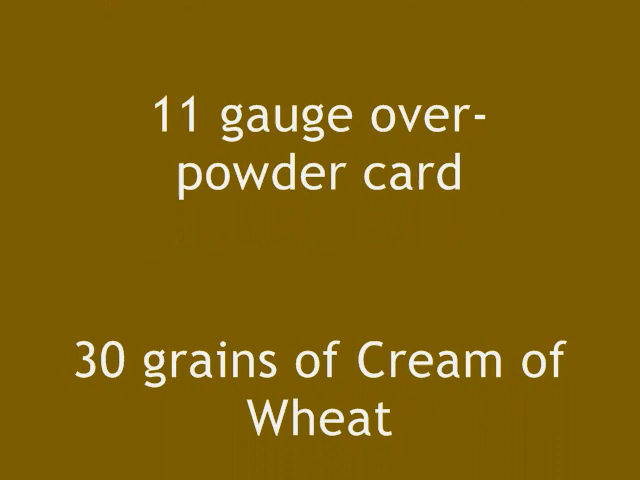 11 gauge over-
powder card
30 grains of Cream of
Wheat